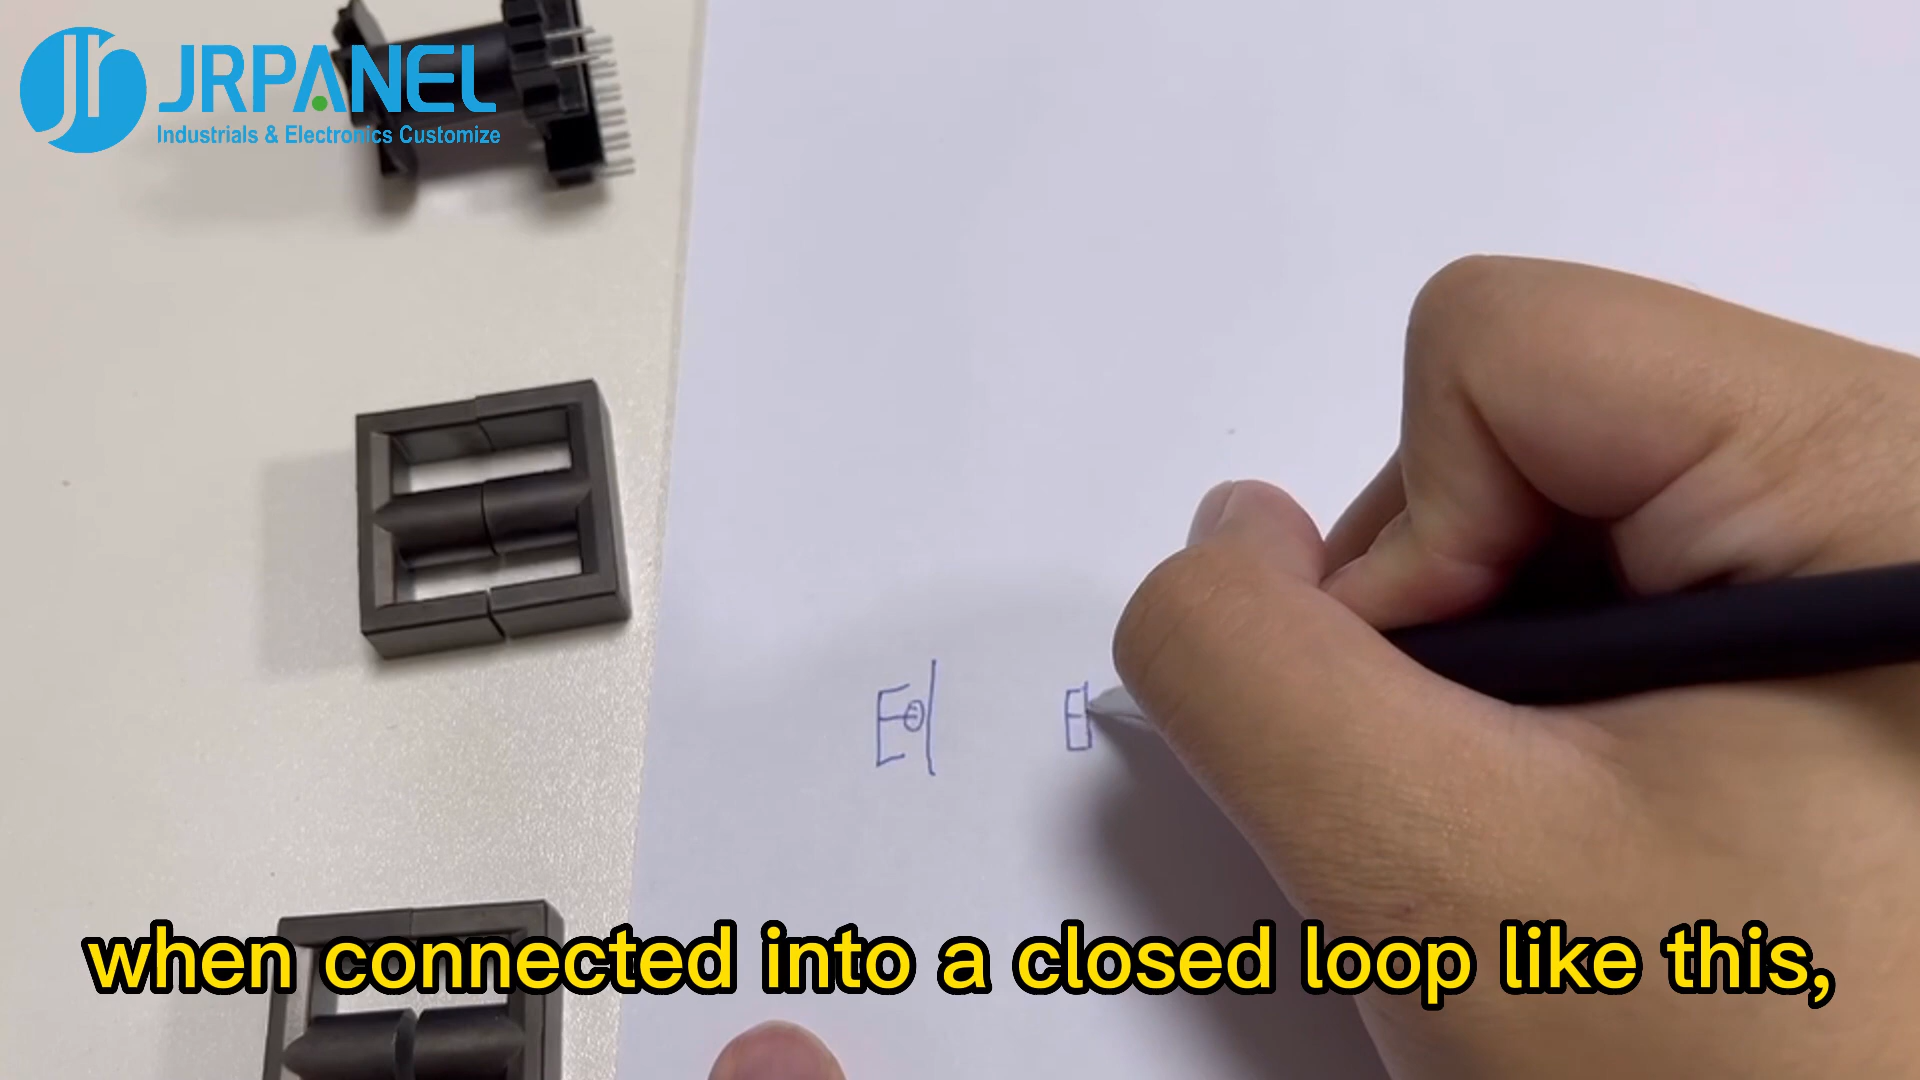 JRPANEL
Industrials & Electronics Customize
when connected into a closed loop like this,